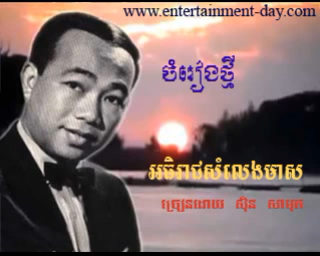 www.entertainment-day.com
ចំរៀងថ្មី
អធិរាជសំលេងមាស
ច្រៀងដោយ ស៊ុន សាមុត